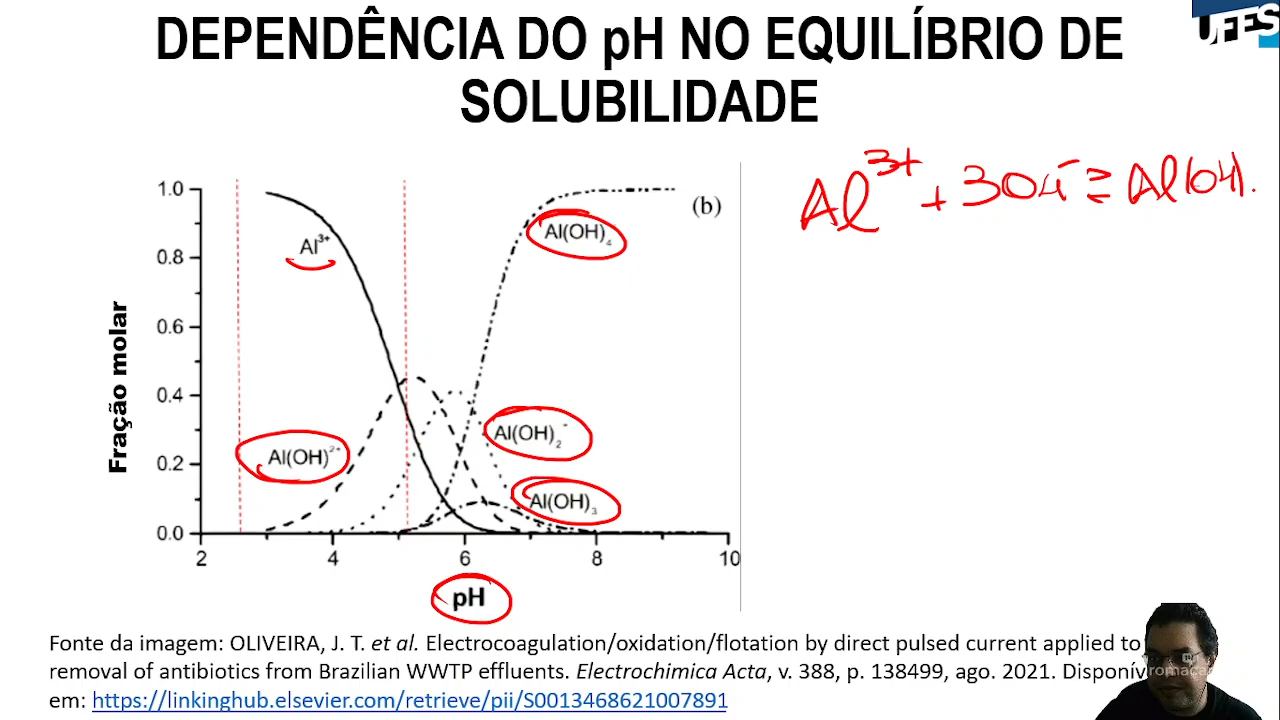 UFES
DEPENDÊNCIA DO pH NO EQUILÍBRIO DE
SOLUBILIDADE
Al³⁺ + 3OH⁻ ⇌ Al(OH).
(b)
Fração molar
1.0
0.8
0.6
0.4
0.2
0.0
2 4 6 8 10
Al³⁺
Al(OH)₄
Al(OH)₂⁻
Al(OH)²⁻
Al(OH)₃
pH
Fonte da imagem: OLIVEIRA, J. T. et al. Electrocoagulation/oxidation/flotation by direct pulsed current applied to
removal of antibiotics from Brazilian WWTP effluents. Electrochimica Acta, v. 388, p. 138499, ago. 2021. Disponív
em: https://linkinghub.elsevier.com/retrieve/pii/S0013468621007891